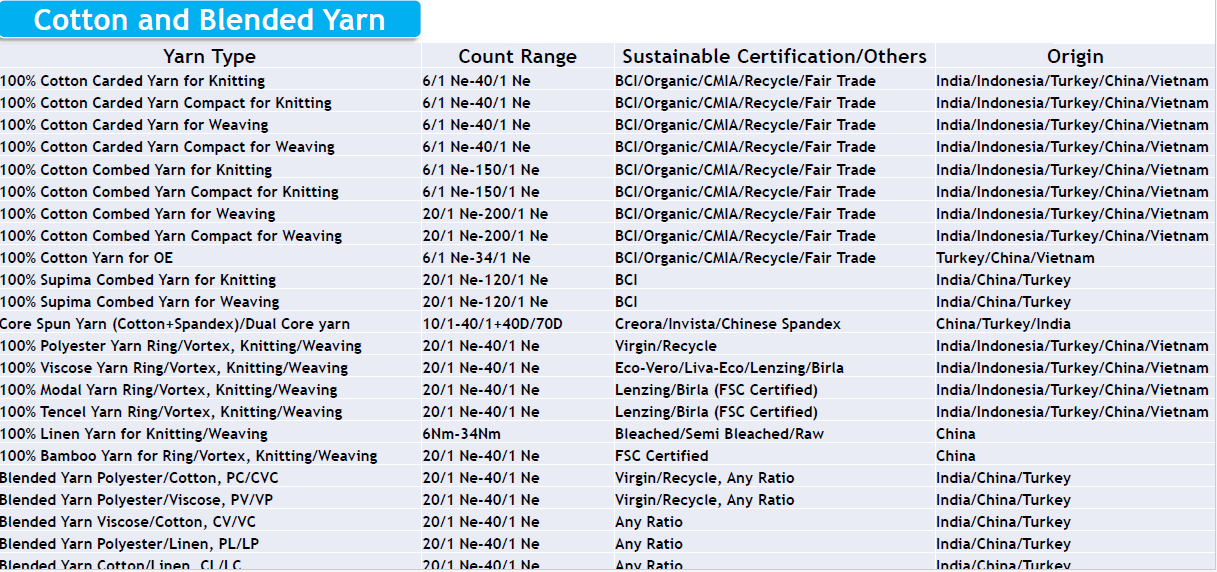 Cotton and Blended Yarn
Yarn Type Count Range Sustainable Certification/Others Origin
100% Cotton Carded Yarn for Knitting 6/1 Ne-40/1 Ne BCI/Organic/CMIA/Recycle/Fair Trade India/Indonesia/Turkey/China/Vietnam
100% Cotton Carded Yarn Compact for Knitting 6/1 Ne-40/1 Ne BCI/Organic/CMIA/Recycle/Fair Trade India/Indonesia/Turkey/China/Vietnam
100% Cotton Carded Yarn for Weaving 6/1 Ne-40/1 Ne BCI/Organic/CMIA/Recycle/Fair Trade India/Indonesia/Turkey/China/Vietnam
100% Cotton Carded Yarn Compact for Weaving 6/1 Ne-40/1 Ne BCI/Organic/CMIA/Recycle/Fair Trade India/Indonesia/Turkey/China/Vietnam
100% Cotton Combed Yarn for Knitting 6/1 Ne-150/1 Ne BCI/Organic/CMIA/Recycle/Fair Trade India/Indonesia/Turkey/China/Vietnam
100% Cotton Combed Yarn Compact for Knitting 6/1 Ne-150/1 Ne BCI/Organic/CMIA/Recycle/Fair Trade India/Indonesia/Turkey/China/Vietnam
100% Cotton Combed Yarn for Weaving 20/1 Ne-200/1 Ne BCI/Organic/CMIA/Recycle/Fair Trade India/Indonesia/Turkey/China/Vietnam
100% Cotton Combed Yarn Compact for Weaving 20/1 Ne-200/1 Ne BCI/Organic/CMIA/Recycle/Fair Trade India/Indonesia/Turkey/China/Vietnam
100% Cotton Yarn for OE 6/1 Ne-34/1 Ne BCI/Organic/CMIA/Recycle/Fair Trade Turkey/China/Vietnam
100% Supima Combed Yarn for Knitting 20/1 Ne-120/1 Ne BCI India/China/Turkey
100% Supima Combed Yarn for Weaving 20/1 Ne-120/1 Ne BCI India/China/Turkey
Core Spun Yarn (Cotton+Spandex)/Dual Core yarn 10/1-40/1+40D/70D Creora/Invista/Chinese Spandex China/Turkey/India
100% Polyester Yarn Ring/Vortex, Knitting/Weaving 20/1 Ne-40/1 Ne Virgin/Recycle India/Indonesia/Turkey/China/Vietnam
100% Viscose Yarn Ring/Vortex, Knitting/Weaving 20/1 Ne-40/1 Ne Eco-Vero/Liva-Eco/Lenzing/Birla India/Indonesia/Turkey/China/Vietnam
100% Modal Yarn Ring/Vortex, Knitting/Weaving 20/1 Ne-40/1 Ne Lenzing/Birla (FSC Certified) India/Indonesia/Turkey/China/Vietnam
100% Tencel Yarn Ring/Vortex, Knitting/Weaving 20/1 Ne-40/1 Ne Lenzing/Birla (FSC Certified) India/Indonesia/Turkey/China/Vietnam
100% Linen Yarn for Knitting/Weaving 6Nm-34Nm Bleached/Semi Bleached/Raw China
100% Bamboo Yarn for Ring/Vortex, Knitting/Weaving 20/1 Ne-40/1 Ne FSC Certified China
Blended Yarn Polyester/Cotton, PC/CVC 20/1 Ne-40/1 Ne Virgin/Recycle, Any Ratio India/China/Turkey
Blended Yarn Polyester/Viscose, PV/VP 20/1 Ne-40/1 Ne Virgin/Recycle, Any Ratio India/China/Turkey
Blended Yarn Viscose/Cotton, CV/VC 20/1 Ne-40/1 Ne Any Ratio India/China/Turkey
Blended Yarn Polyester/Linen, PL/LP 20/1 Ne-40/1 Ne Any Ratio India/China/Turkey
Blended Yarn Cotton/Linen, CL/LC 20/1 Ne-40/1 Ne Any Ratio India/China/Turkey